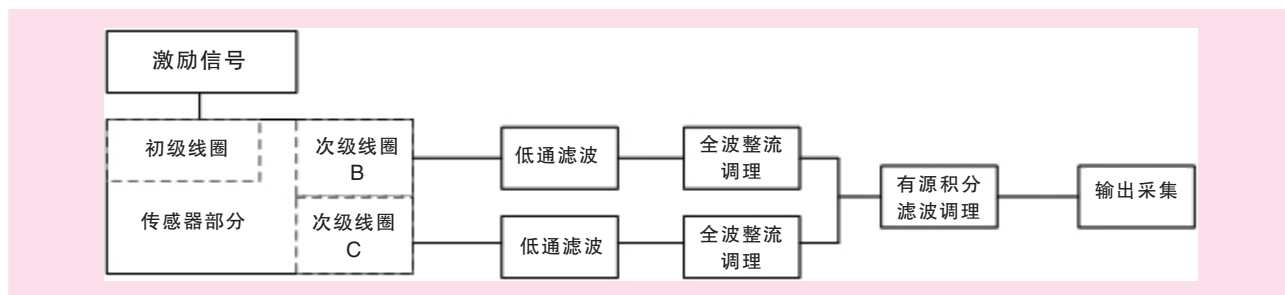 激励信号
初级线圈
传感器部分
次级线圈
B
次级线圈
C
低通滤波
全波整流
调理
低通滤波
全波整流
调理
有源积分
滤波调理
输出采集